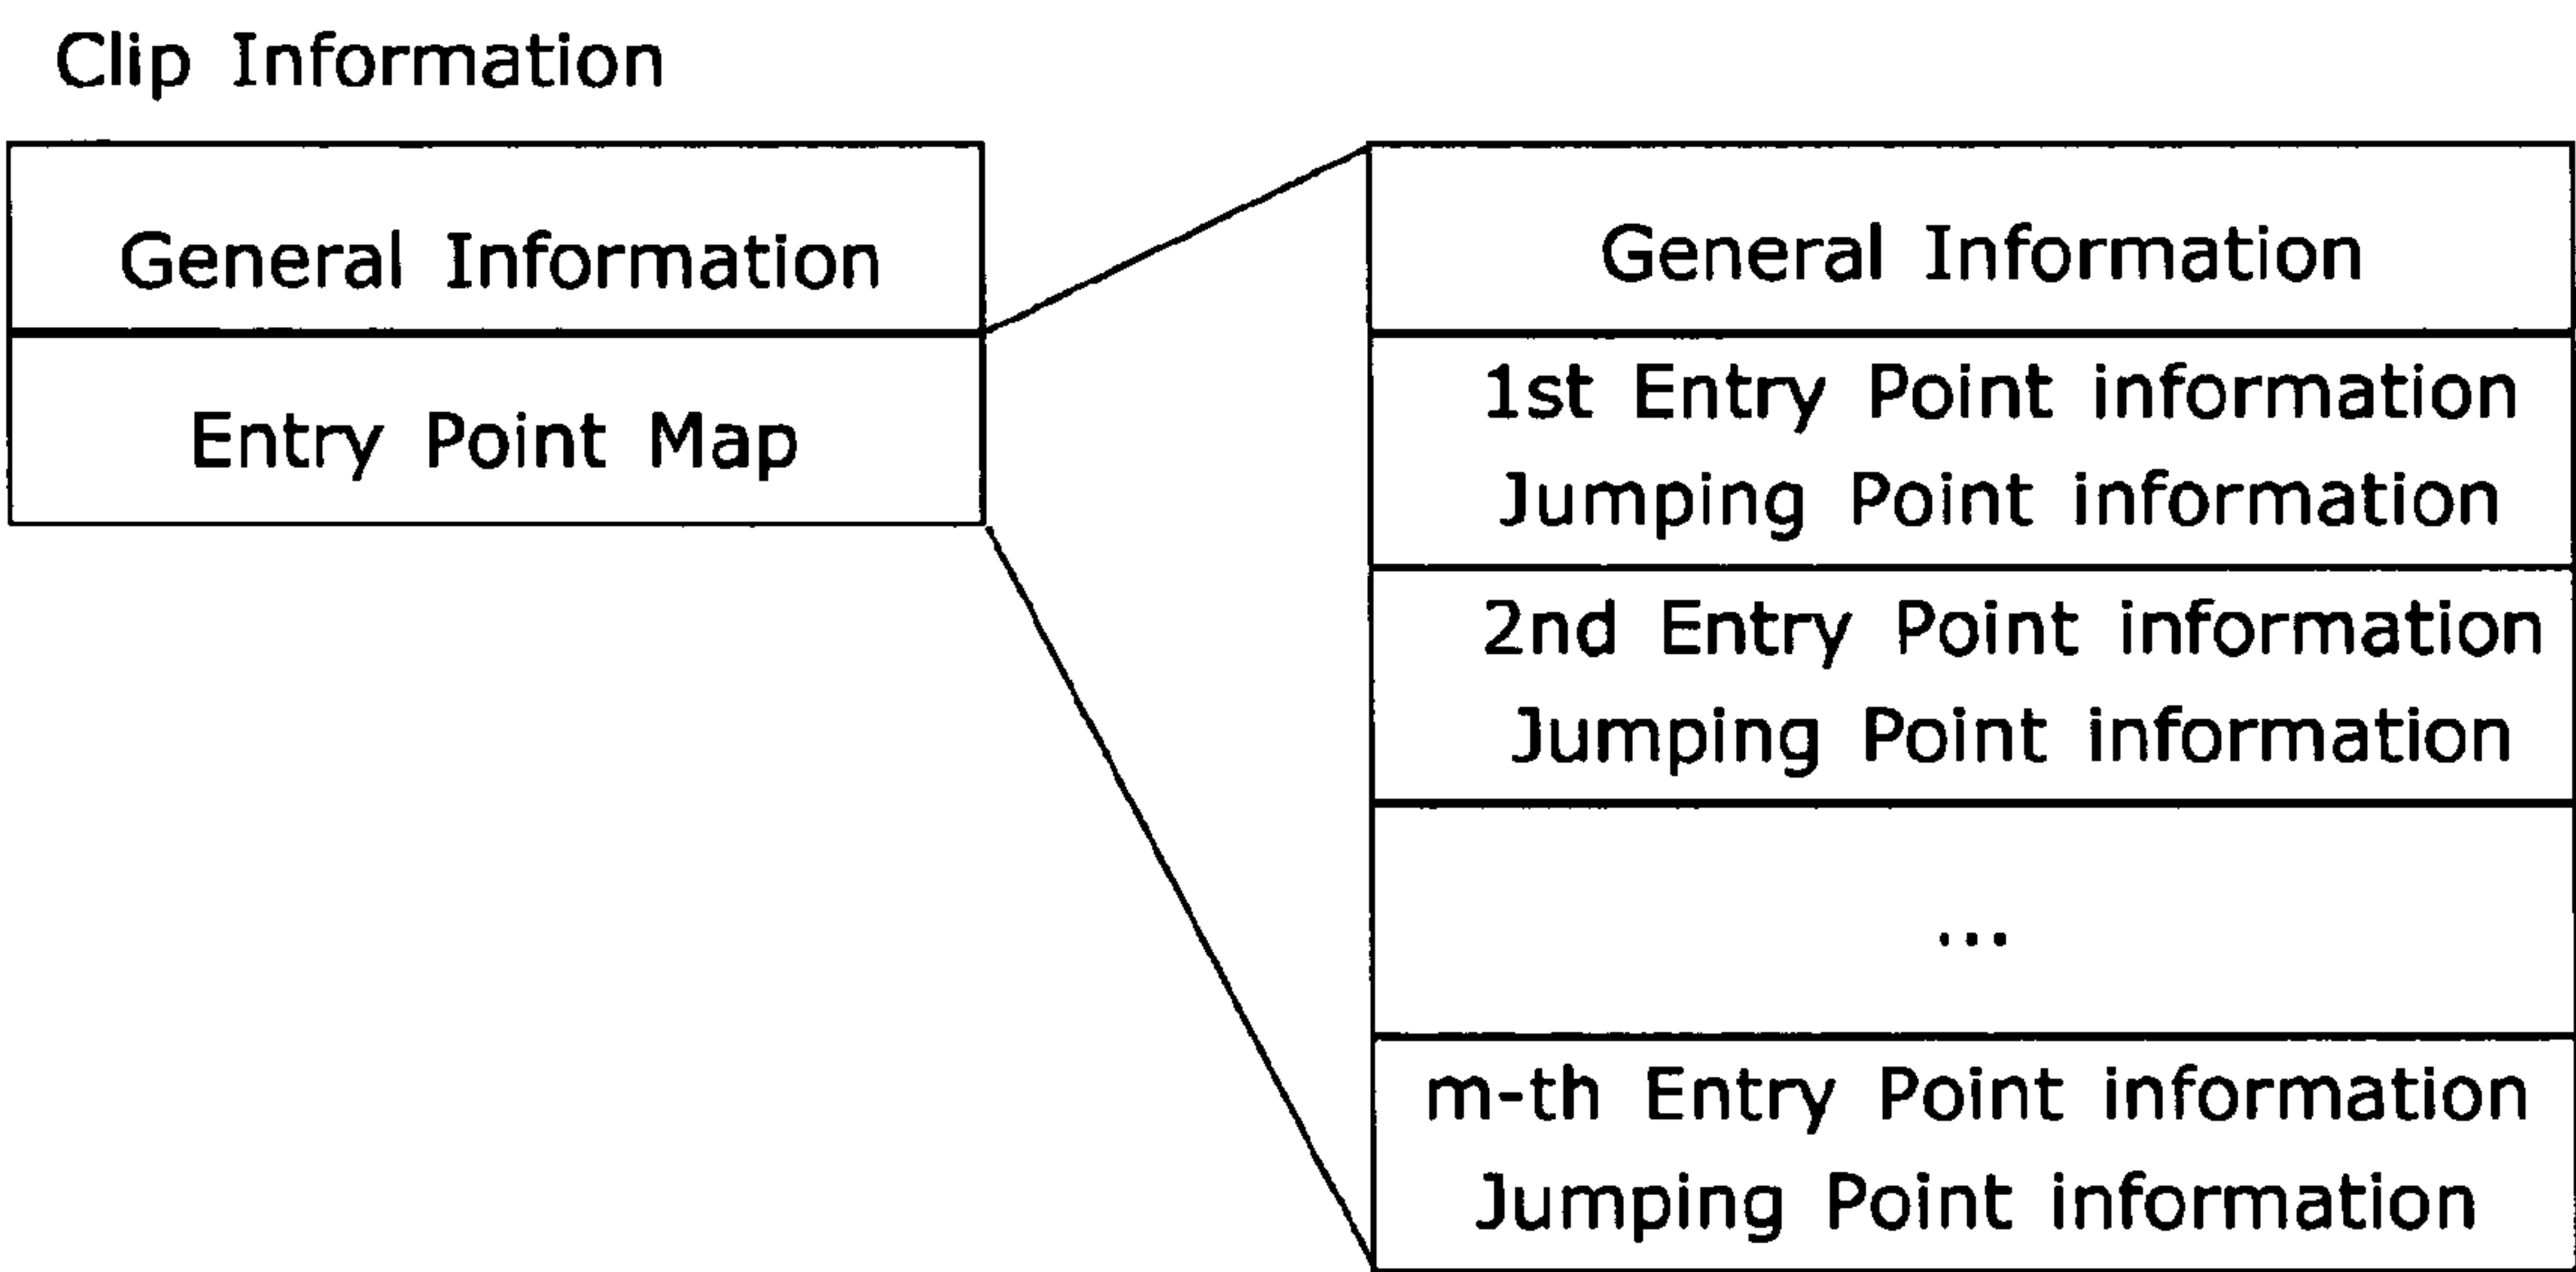 Clip Information
General Information
Entry Point Map
General Information
1st Entry Point information
Jumping Point information
2nd Entry Point information
Jumping Point information
...
m-th Entry Point information
Jumping Point information